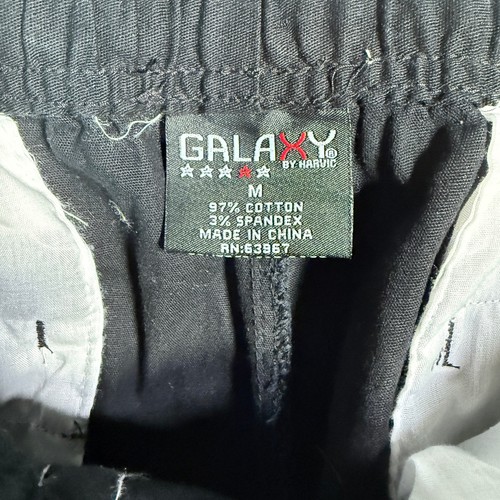 GALAXY®
BY HARVIC
M
97% COTTON
3% SPANDEX
MADE IN CHINA
RN:63967